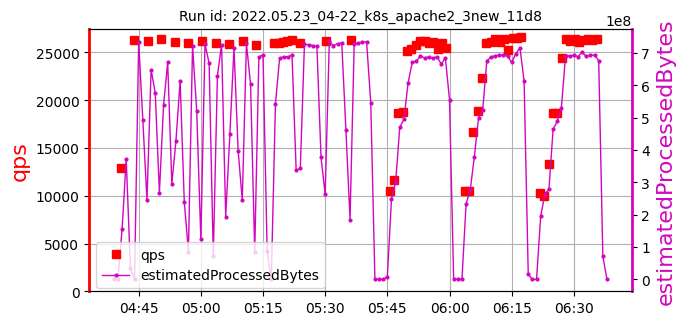 Run id: 2022.05.23_04-22_k8s_apache2_3new_11d8
1e8
25000
20000
15000
10000
5000
0
qps
7
6
5
4
3
2
1
0
estimatedProcessedBytes
qps
estimatedProcessedBytes
04:45 05:00 05:15 05:30 05:45 06:00 06:15 06:30